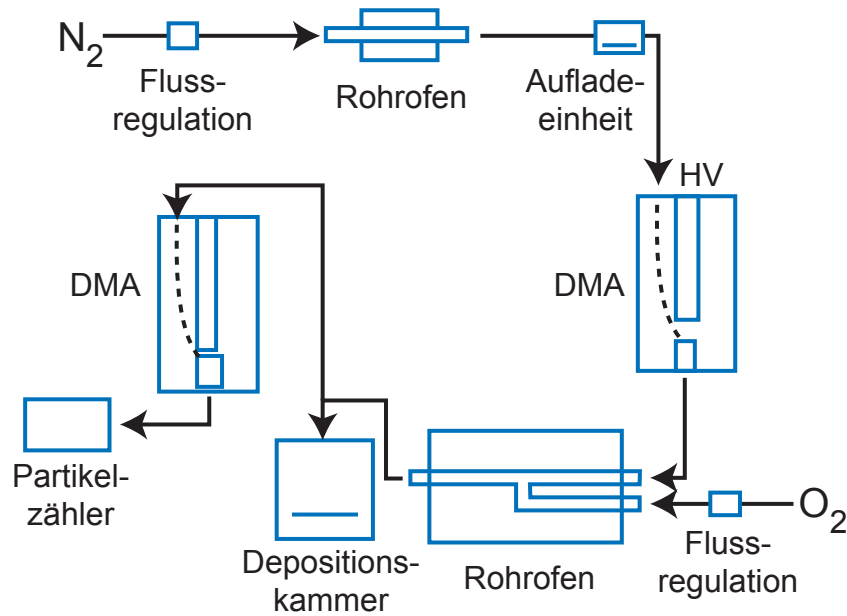 N2
Fluss-
regulation
Rohrofen
Auflade-
einheit
HV
DMA
DMA
Partikel-
zähler
Depositions-
kammer
Rohrofen
O2
Fluss-
regulation